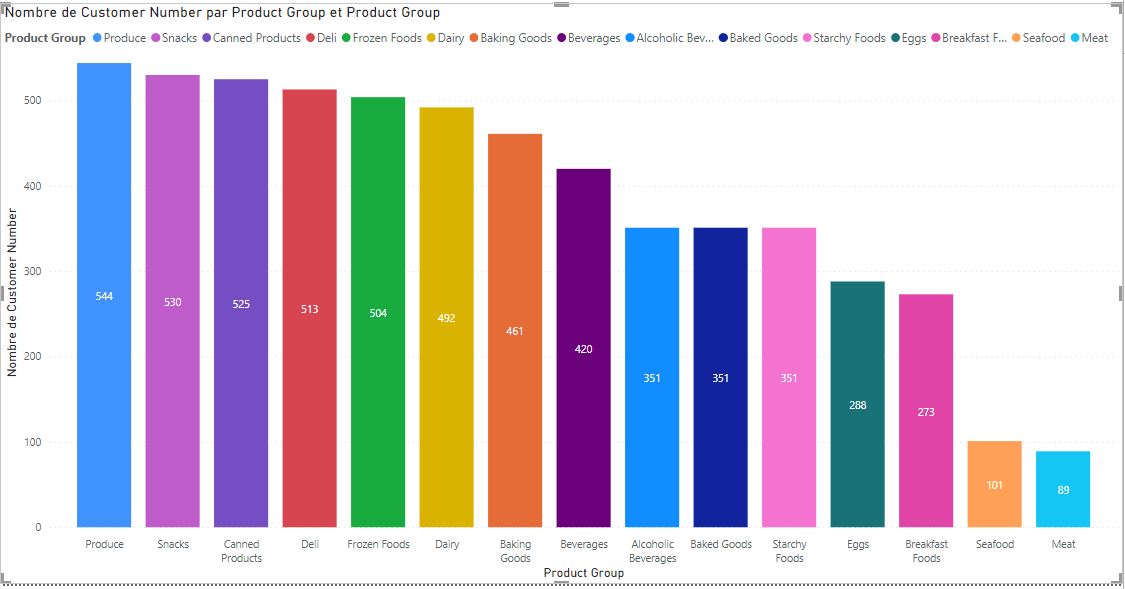 Nombre de Customer Number par Product Group et Product Group
Product Group Produce Snacks Canned Products Deli Frozen Foods Dairy Baking Goods Beverages Alcoholic Bev... Baked Goods Starchy Foods Eggs Breakfast F... Seafood Meat
Nombre de Customer Number
500
400
300
200
100
0
544
530
525
513
504
492
461
420
351
351
351
288
273
101
89
Produce
Snacks
Canned
Products
Deli
Frozen Foods
Dairy
Baking
Goods
Beverages
Alcoholic
Beverages
Baked Goods
Starchy
Foods
Eggs
Breakfast
Foods
Seafood
Meat
Product Group